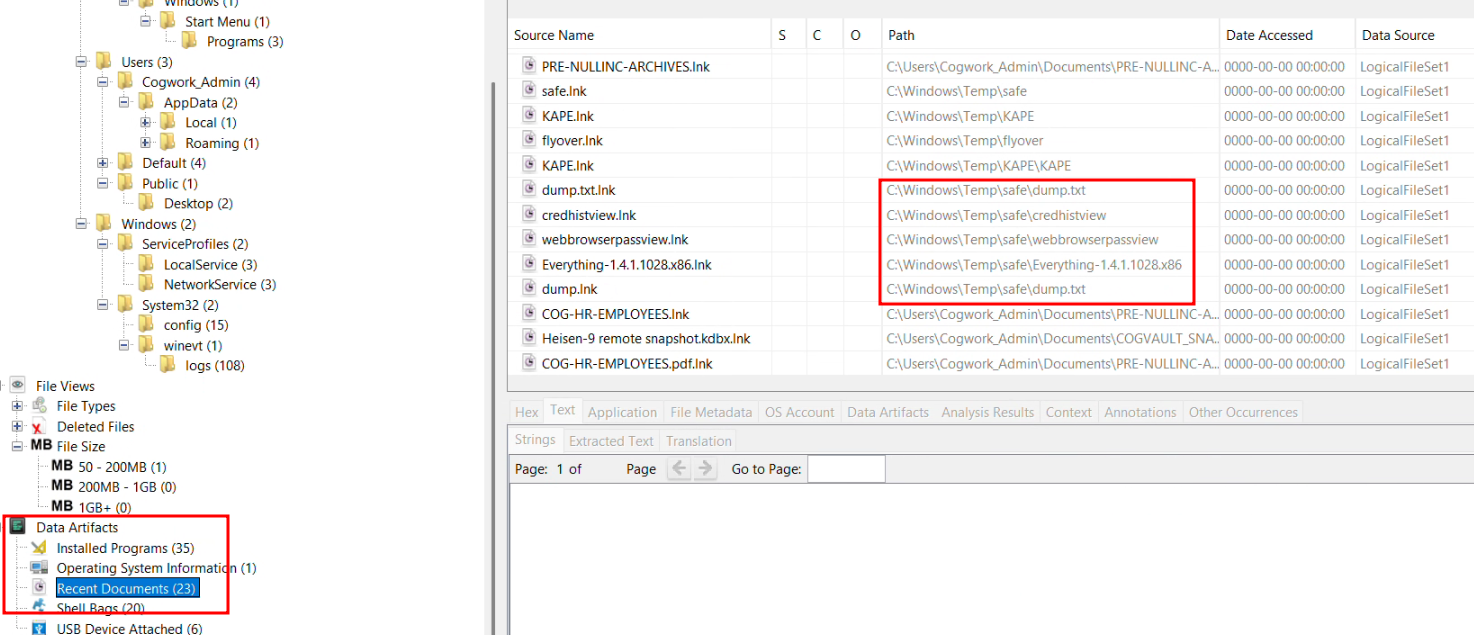 Windows (1)
Start Menu (1)
Programs (3)
Users (3)
Cogwork_Admin (4)
AppData (2)
Local (1)
Roaming (1)
Default (4)
Public (1)
Desktop (2)
Windows (2)
ServiceProfiles (2)
LocalService (3)
NetworkService (3)
System32 (2)
config (15)
winevt (1)
logs (108)
File Views
File Types
Deleted Files
MB File Size
MB 50 - 200MB (1)
MB 200MB - 1GB (0)
MB 1GB+ (0)
Data Artifacts
Installed Programs (35)
Operating System Information (1)
Recent Documents (23)
Shell Bags (20)
USB Device Attached (6)
Source Name S C O Path Date Accessed Data Source
PRE-NULLINC-ARCHIVES.lnk C:\Users\Cogwork_Admin\Documents\PRE-NULLINC-A... 0000-00-00 00:00:00 LogicalFileSet1
safe.lnk C:\Windows\Temp\safe 0000-00-00 00:00:00 LogicalFileSet1
KAPE.lnk C:\Windows\Temp\KAPE 0000-00-00 00:00:00 LogicalFileSet1
flyover.lnk C:\Windows\Temp\flyover 0000-00-00 00:00:00 LogicalFileSet1
KAPE.lnk C:\Windows\Temp\KAPE\KAPE 0000-00-00 00:00:00 LogicalFileSet1
dump.txt.lnk C:\Windows\Temp\safe\dump.txt 0000-00-00 00:00:00 LogicalFileSet1
credhistview.lnk C:\Windows\Temp\safe\credhistview 0000-00-00 00:00:00 LogicalFileSet1
webbrowserpassview.lnk C:\Windows\Temp\safe\webbrowserpassview 0000-00-00 00:00:00 LogicalFileSet1
Everything-1.4.1.1028.x86.lnk C:\Windows\Temp\safe\Everything-1.4.1.1028.x86 0000-00-00 00:00:00 LogicalFileSet1
dump.lnk C:\Windows\Temp\safe\dump.txt 0000-00-00 00:00:00 LogicalFileSet1
COG-HR-EMPLOYEES.lnk C:\Users\Cogwork_Admin\Documents\PRE-NULLINC-A... 0000-00-00 00:00:00 LogicalFileSet1
Heisen-9 remote snapshot.kdbx.lnk C:\Users\Cogwork_Admin\Documents\COGVAULT_SNA... 0000-00-00 00:00:00 LogicalFileSet1
COG-HR-EMPLOYEES.pdf.lnk C:\Users\Cogwork_Admin\Documents\PRE-NULLINC-A... 0000-00-00 00:00:00 LogicalFileSet1
Hex Text Application File Metadata OS Account Data Artifacts Analysis Results Context Annotations Other Occurrences
Strings Extracted Text Translation
Page: 1 of Page Go to Page: